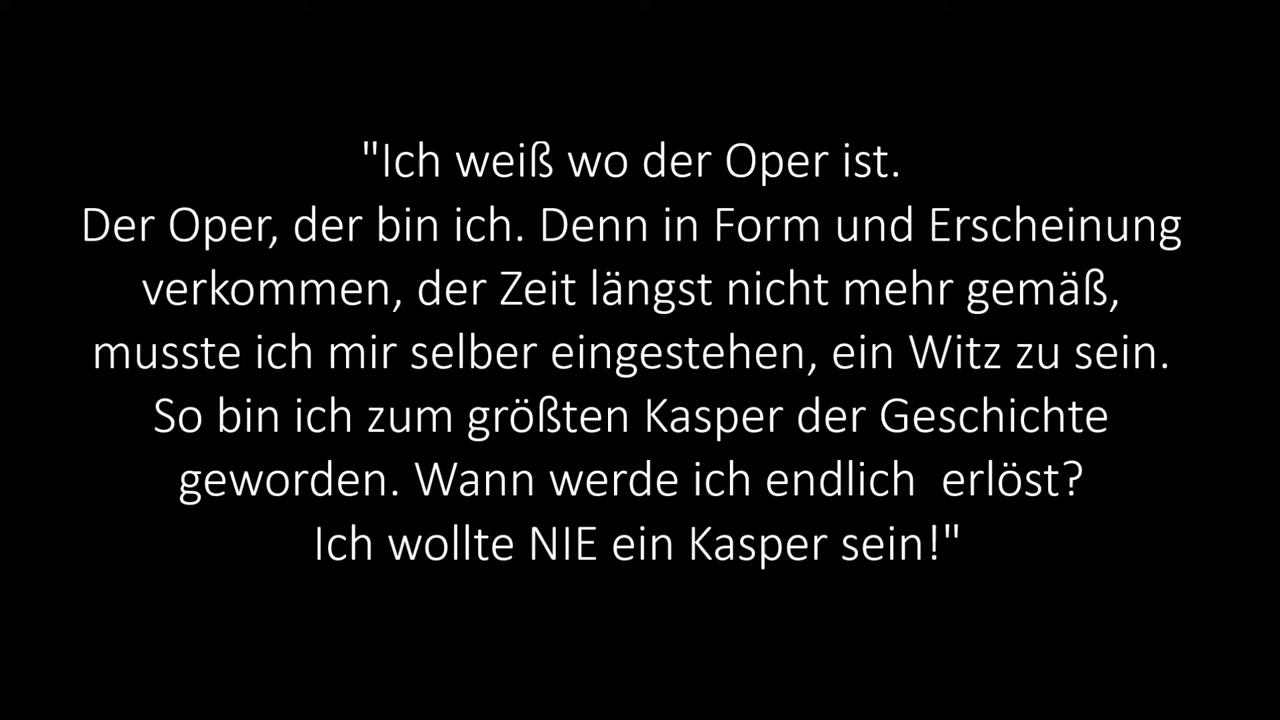 "Ich weiß wo der Oper ist.
Der Oper, der bin ich. Denn in Form und Erscheinung
verkommen, der Zeit längst nicht mehr gemäß,
musste ich mir selber eingestehen, ein Witz zu sein.
So bin ich zum größten Kasper der Geschichte
geworden. Wann werde ich endlich  erlöst?
Ich wollte NIE ein Kasper sein!"